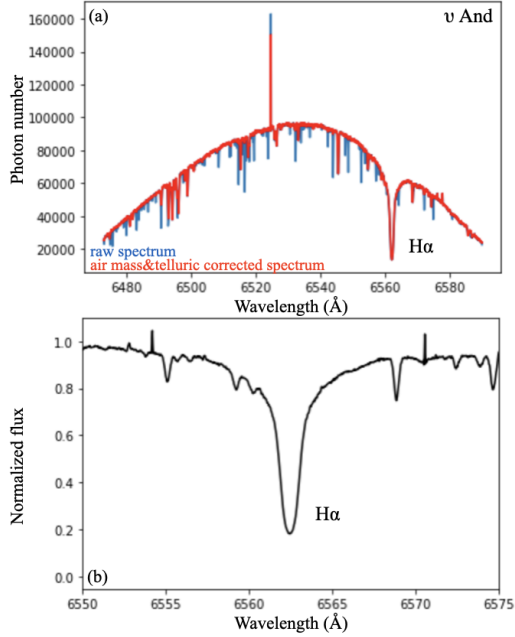 (a)
υ And
160000
140000
120000
100000
80000
60000
40000
20000
Photon number
raw spectrum
air mass&telluric corrected spectrum
Hα
6480 6500 6520 6540 6560 6580
Wavelength (Å)
1.0
0.8
0.6
0.4
0.2
0.0
Normalized flux
Hα
(b)
6550 6555 6560 6565 6570 6575
Wavelength (Å)